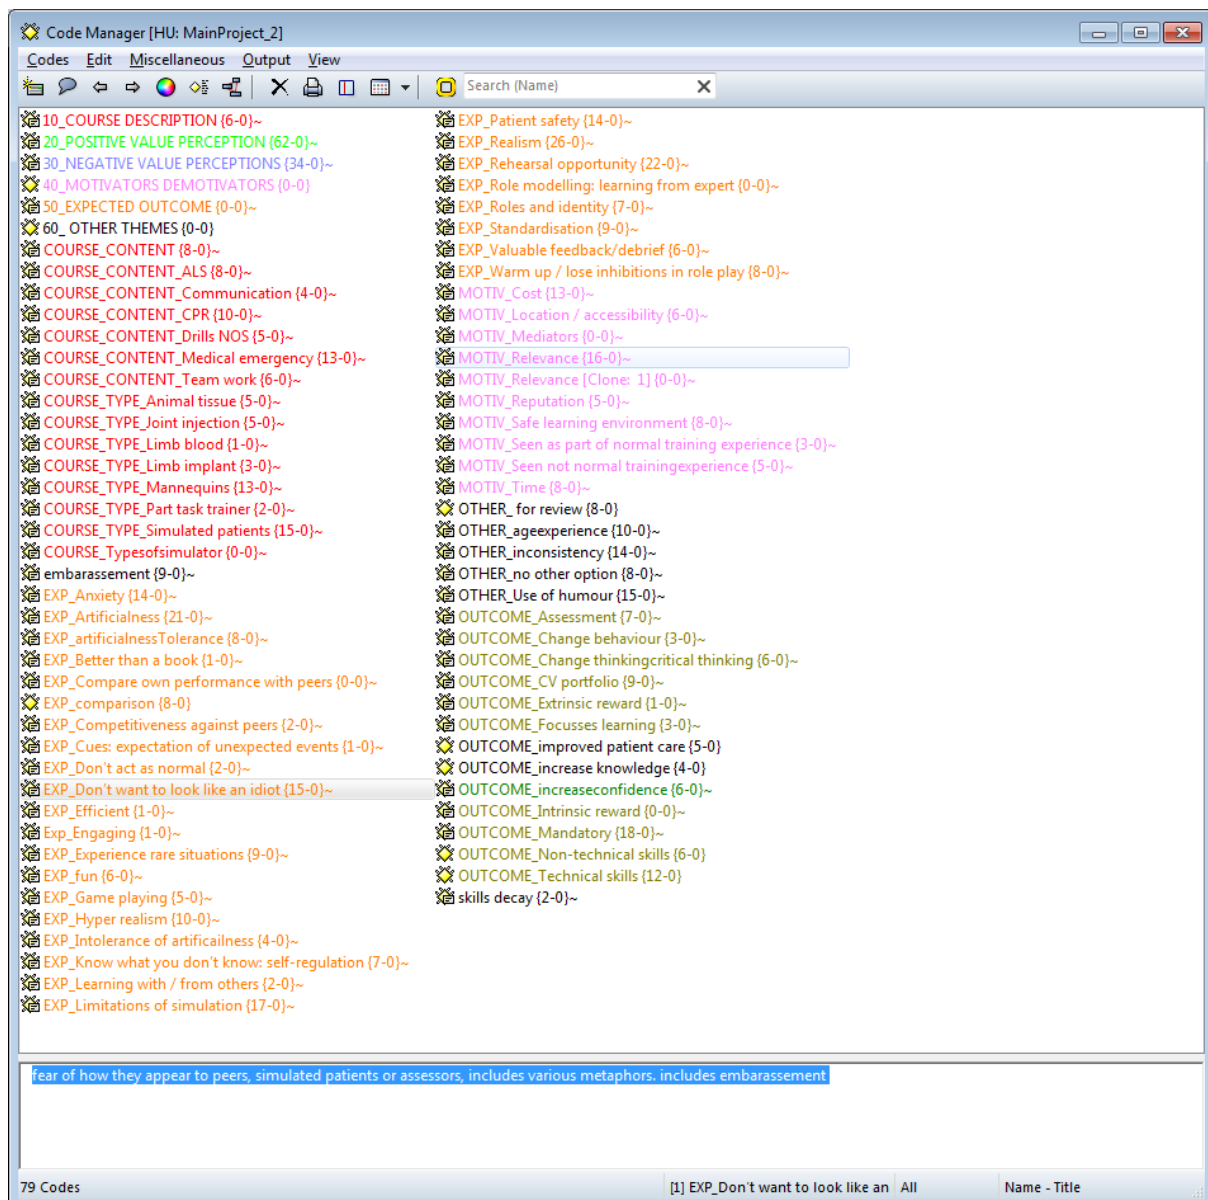 Code Manager [HU: MainProject_2]
Codes Edit Miscellaneous Output View
Search (Name)
10_COURSE DESCRIPTION {6-0}~
20_POSITIVE VALUE PERCEPTION {62-0}~
30_NEGATIVE VALUE PERCEPTIONS {34-0}~
40_MOTIVATORS DEMOTIVATORS {0-0}
50_EXPECTED OUTCOME {0-0}~
60_ OTHER THEMES {0-0}
COURSE_CONTENT {8-0}~
COURSE_CONTENT_ALS {8-0}~
COURSE_CONTENT_Communication {4-0}~
COURSE_CONTENT_CPR {10-0}~
COURSE_CONTENT_Drills NOS {5-0}~
COURSE_CONTENT_Medical emergency {13-0}~
COURSE_CONTENT_Team work {6-0}~
COURSE_TYPE_Animal tissue {5-0}~
COURSE_TYPE_Joint injection {5-0}~
COURSE_TYPE_Limb blood {1-0}~
COURSE_TYPE_Limb implant {3-0}~
COURSE_TYPE_Mannequins {13-0}~
COURSE_TYPE_Part task trainer {2-0}~
COURSE_TYPE_Simulated patients {15-0}~
COURSE_Typesofsimulator {0-0}~
embarassement {9-0}~
EXP_Anxiety {14-0}~
EXP_Artificialness {21-0}~
EXP_artificialnessTolerance {8-0}~
EXP_Better than a book {1-0}~
EXP_Compare own performance with peers {0-0}~
EXP_comparison {8-0}
EXP_Competitiveness against peers {2-0}~
EXP_Cues: expectation of unexpected events {1-0}~
EXP_Don't act as normal {2-0}~
EXP_Don't want to look like an idiot {15-0}~
EXP_Efficient {1-0}~
Exp_Engaging {1-0}~
EXP_Experience rare situations {9-0}~
EXP_fun {6-0}~
EXP_Game playing {5-0}~
EXP_Hyper realism {10-0}~
EXP_Intolerance of artificailness {4-0}~
EXP_Know what you don't know: self-regulation {7-0}~
EXP_Learning with / from others {2-0}~
EXP_Limitations of simulation {17-0}~
EXP_Patient safety {14-0}~
EXP_Realism {26-0}~
EXP_Rehearsal opportunity {22-0}~
EXP_Role modelling: learning from expert {0-0}~
EXP_Roles and identity {7-0}~
EXP_Standardisation {9-0}~
EXP_Valuable feedback/debrief {6-0}~
EXP_Warm up / lose inhibitions in role play {8-0}~
MOTIV_Cost {13-0}~
MOTIV_Location / accessibility {6-0}~
MOTIV_Mediators {0-0}~
MOTIV_Relevance {16-0}~
MOTIV_Relevance [Clone: 1] {0-0}~
MOTIV_Reputation {5-0}~
MOTIV_Safe learning environment {8-0}~
MOTIV_Seen as part of normal training experience {3-0}~
MOTIV_Seen not normal trainingexperience {5-0}~
MOTIV_Time {8-0}~
OTHER_ for review {8-0}
OTHER_ageexperience {10-0}~
OTHER_inconsistency {14-0}~
OTHER_no other option {8-0}~
OTHER_Use of humour {15-0}~
OUTCOME_Assessment {7-0}~
OUTCOME_Change behaviour {3-0}~
OUTCOME_Change thinkingcritical thinking {6-0}~
OUTCOME_CV portfolio {9-0}~
OUTCOME_Extrinsic reward {1-0}~
OUTCOME_Focusses learning {3-0}~
OUTCOME_improved patient care {5-0}
OUTCOME_increase knowledge {4-0}
OUTCOME_increaseconfidence {6-0}~
OUTCOME_Intrinsic reward {0-0}~
OUTCOME_Mandatory {18-0}~
OUTCOME_Non-technical skills {6-0}
OUTCOME_Technical skills {12-0}
skills decay {2-0}~
fear of how they appear to peers, simulated patients or assessors, includes various metaphors. includes embarassement
79 Codes [1] EXP_Don't want to look like an All Name - Title